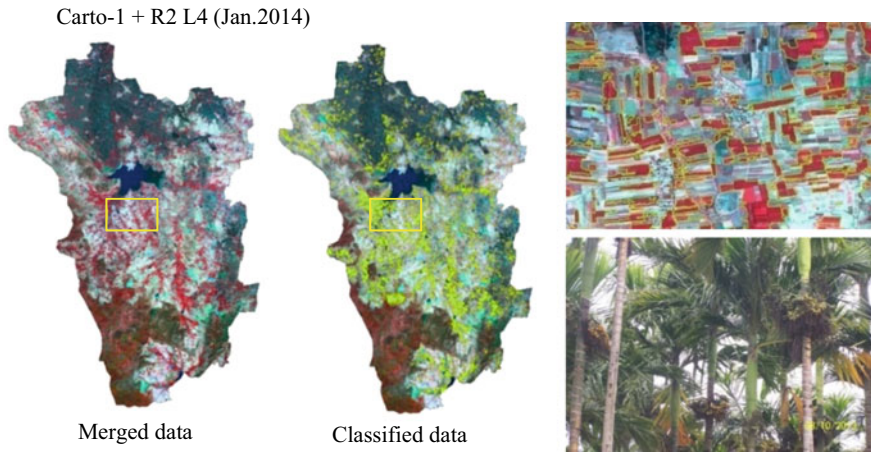 Carto-1 + R2 L4 (Jan.2014)
Merged data
Classified data